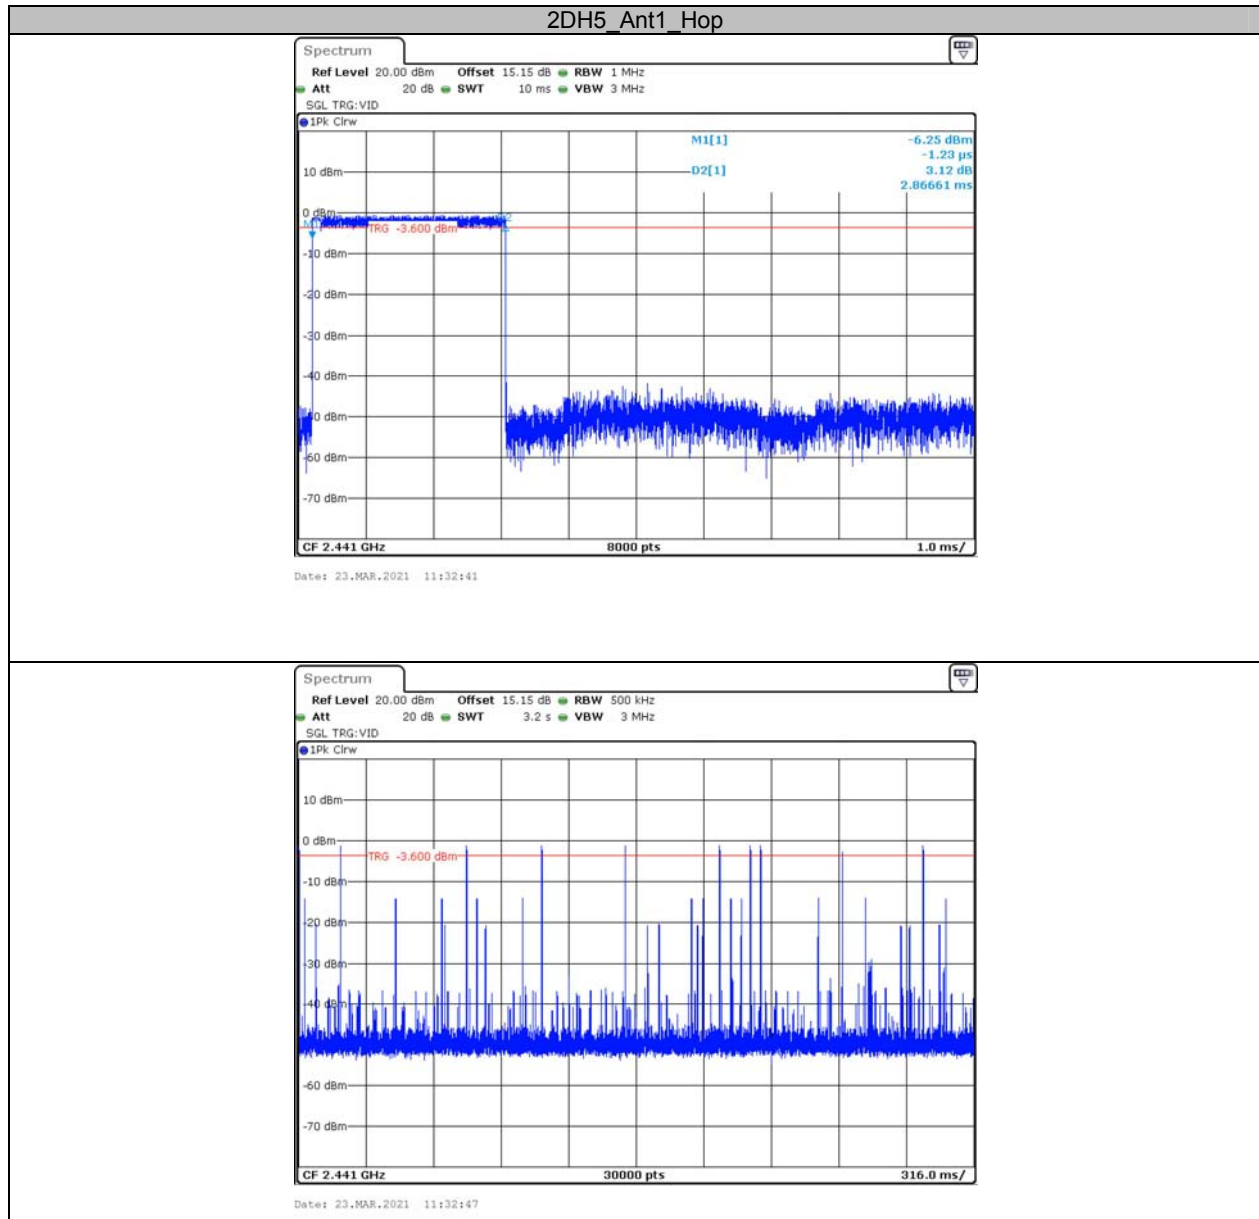 2DH5_Ant1_Hop
Spectrum
Ref Level 20.00 dBm Offset 15.15 dB RBW 1 MHz
Att 20 dB SWT 10 ms VBW 3 MHz
SGL TRG:VID
1Pk Clrw
M1[1] -6.25 dBm
-1.23 µs
D2[1] 3.12 dB
2.86661 ms
10 dBm
0 dBm
TRG -3.600 dBm
-10 dBm
-20 dBm
-30 dBm
-40 dBm
-60 dBm
-70 dBm
CF 2.441 GHz 8000 pts 1.0 ms/
Date: 23.MAR.2021 11:32:41
Spectrum
Ref Level 20.00 dBm Offset 15.15 dB RBW 500 kHz
Att 20 dB SWT 3.2 s VBW 3 MHz
SGL TRG:VID
1Pk Clrw
10 dBm
0 dBm
TRG -3.600 dBm
-10 dBm
-20 dBm
-30 dBm
-40 dBm
-60 dBm
-70 dBm
CF 2.441 GHz 30000 pts 316.0 ms/
Date: 23.MAR.2021 11:32:47